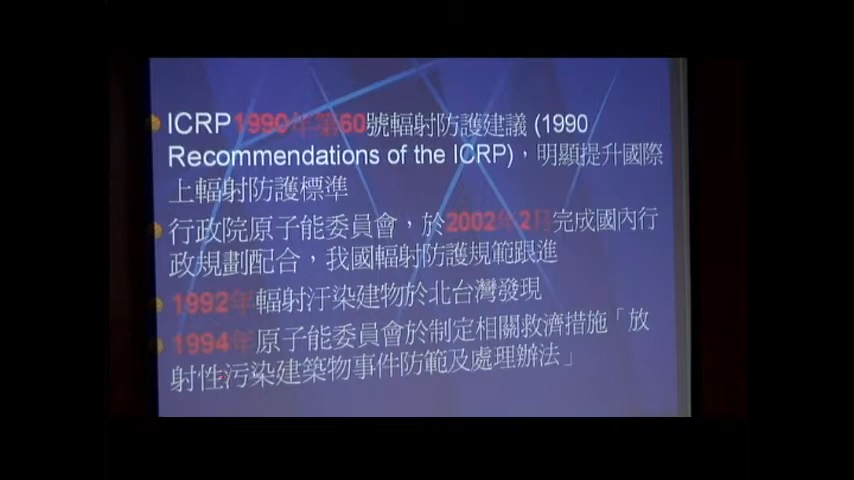 ICRP1990年第60號輻射防護建議 (1990
Recommendations of the ICRP)，明顯提升國際
上輻射防護標準
行政院原子能委員會，於2002年2月完成國內行
政規劃配合，我國輻射防護規範跟進
1992年輻射汙染建物於北台灣發現
1994年原子能委員會於制定相關救濟措施「放
射性污染建築物事件防範及處理辦法」